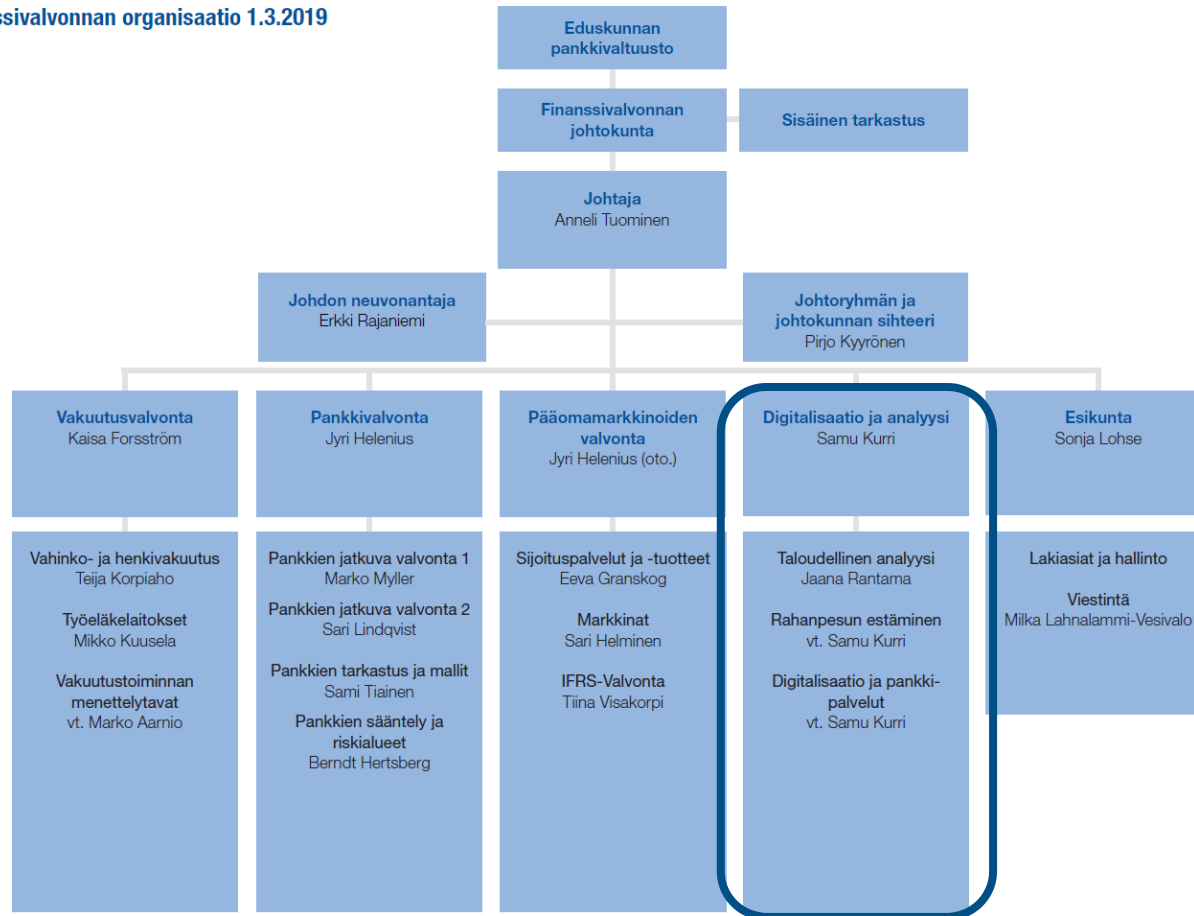 ssivalvonnan organisaatio 1.3.2019
Eduskunnan
pankkivaltuusto
Finanssivalvonnan
johtokunta
Sisäinen tarkastus
Johtaja
Anneli Tuominen
Johdon neuvonantaja
Erkki Rajaniemi
Johtoryhmän ja
johtokunnan sihteeri
Pirjo Kyyrönen
Vakuutusvalvonta
Kaisa Forsström
Pankkivalvonta
Jyri Helenius
Pääomamarkkinoiden
valvonta
Jyri Helenius (oto.)
Digitalisaatio ja analyysi
Samu Kurri
Esikunta
Sonja Lohse
Vahinko- ja henkivakuutus
Teija Korpiaho
Työeläkelaitokset
Mikko Kuusela
Vakuutustoiminnan
menettelytavat
vt. Marko Aarnio
Pankkien jatkuva valvonta 1
Marko Myller
Pankkien jatkuva valvonta 2
Sari Lindqvist
Pankkien tarkastus ja mallit
Sami Tiainen
Pankkien sääntely ja
riskialueet
Berndt Hertsberg
Sijoituspalvelut ja -tuotteet
Eeva Granskog
Markkinat
Sari Helminen
IFRS-Valvonta
Tiina Visakorpi
Taloudellinen analyysi
Jaana Rantama
Rahanpesun estäminen
vt. Samu Kurri
Digitalisaatio ja pankki-
palvelut
vt. Samu Kurri
Lakiasiat ja hallinto
Viestintä
Milka Lahnalammi-Vesivalo